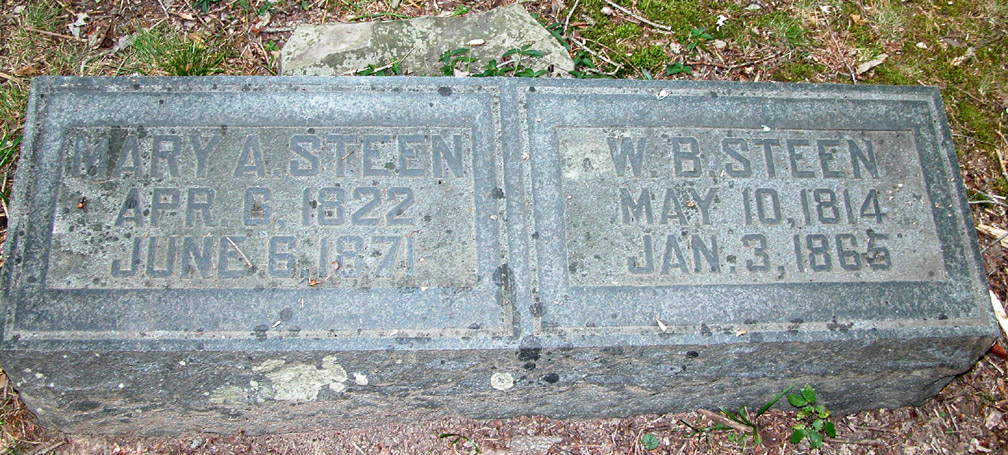 MARY A. STEEN
APR. 6, 1822
JUNE 6, 1871
W. B. STEEN
MAY 10, 1814
JAN. 3, 1865